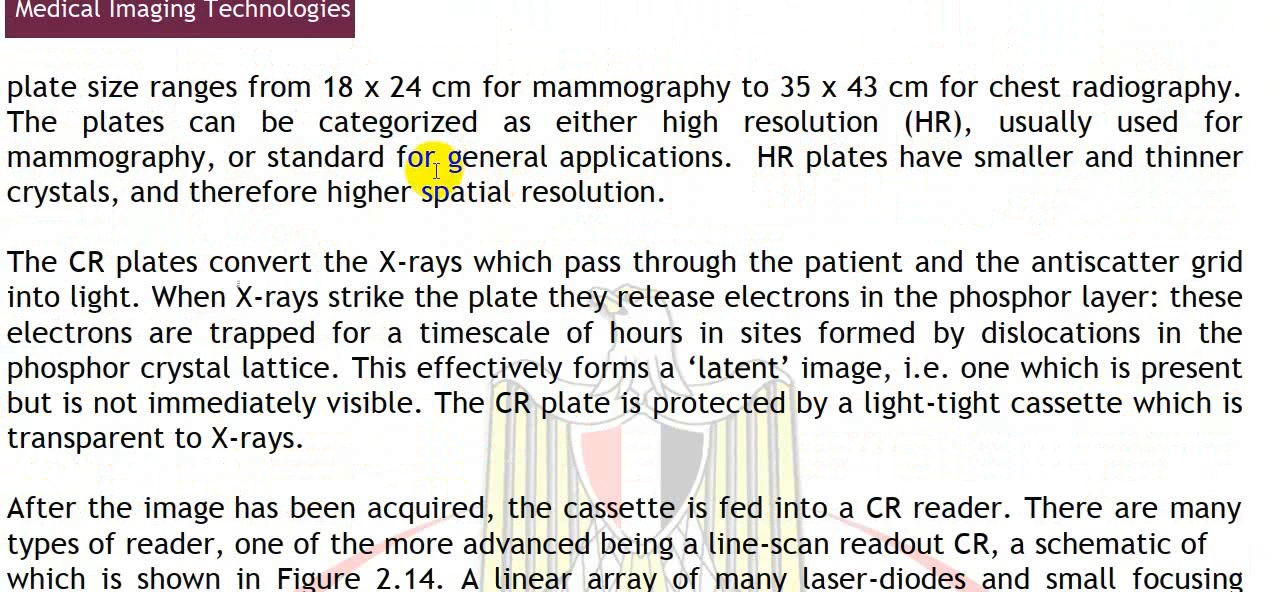 Medical Imaging Technologies
plate size ranges from 18 x 24 cm for mammography to 35 x 43 cm for chest radiography.
The plates can be categorized as either high resolution (HR), usually used for
mammography, or standard for general applications. HR plates have smaller and thinner
crystals, and therefore higher spatial resolution.
The CR plates convert the X-rays which pass through the patient and the antiscatter grid
into light. When X-rays strike the plate they release electrons in the phosphor layer: these
electrons are trapped for a timescale of hours in sites formed by dislocations in the
phosphor crystal lattice. This effectively forms a ‘latent’ image, i.e. one which is present
but is not immediately visible. The CR plate is protected by a light-tight cassette which is
transparent to X-rays.
After the image has been acquired, the cassette is fed into a CR reader. There are many
types of reader, one of the more advanced being a line-scan readout CR, a schematic of
which is shown in Figure 2.14. A linear array of many laser-diodes and small focusing